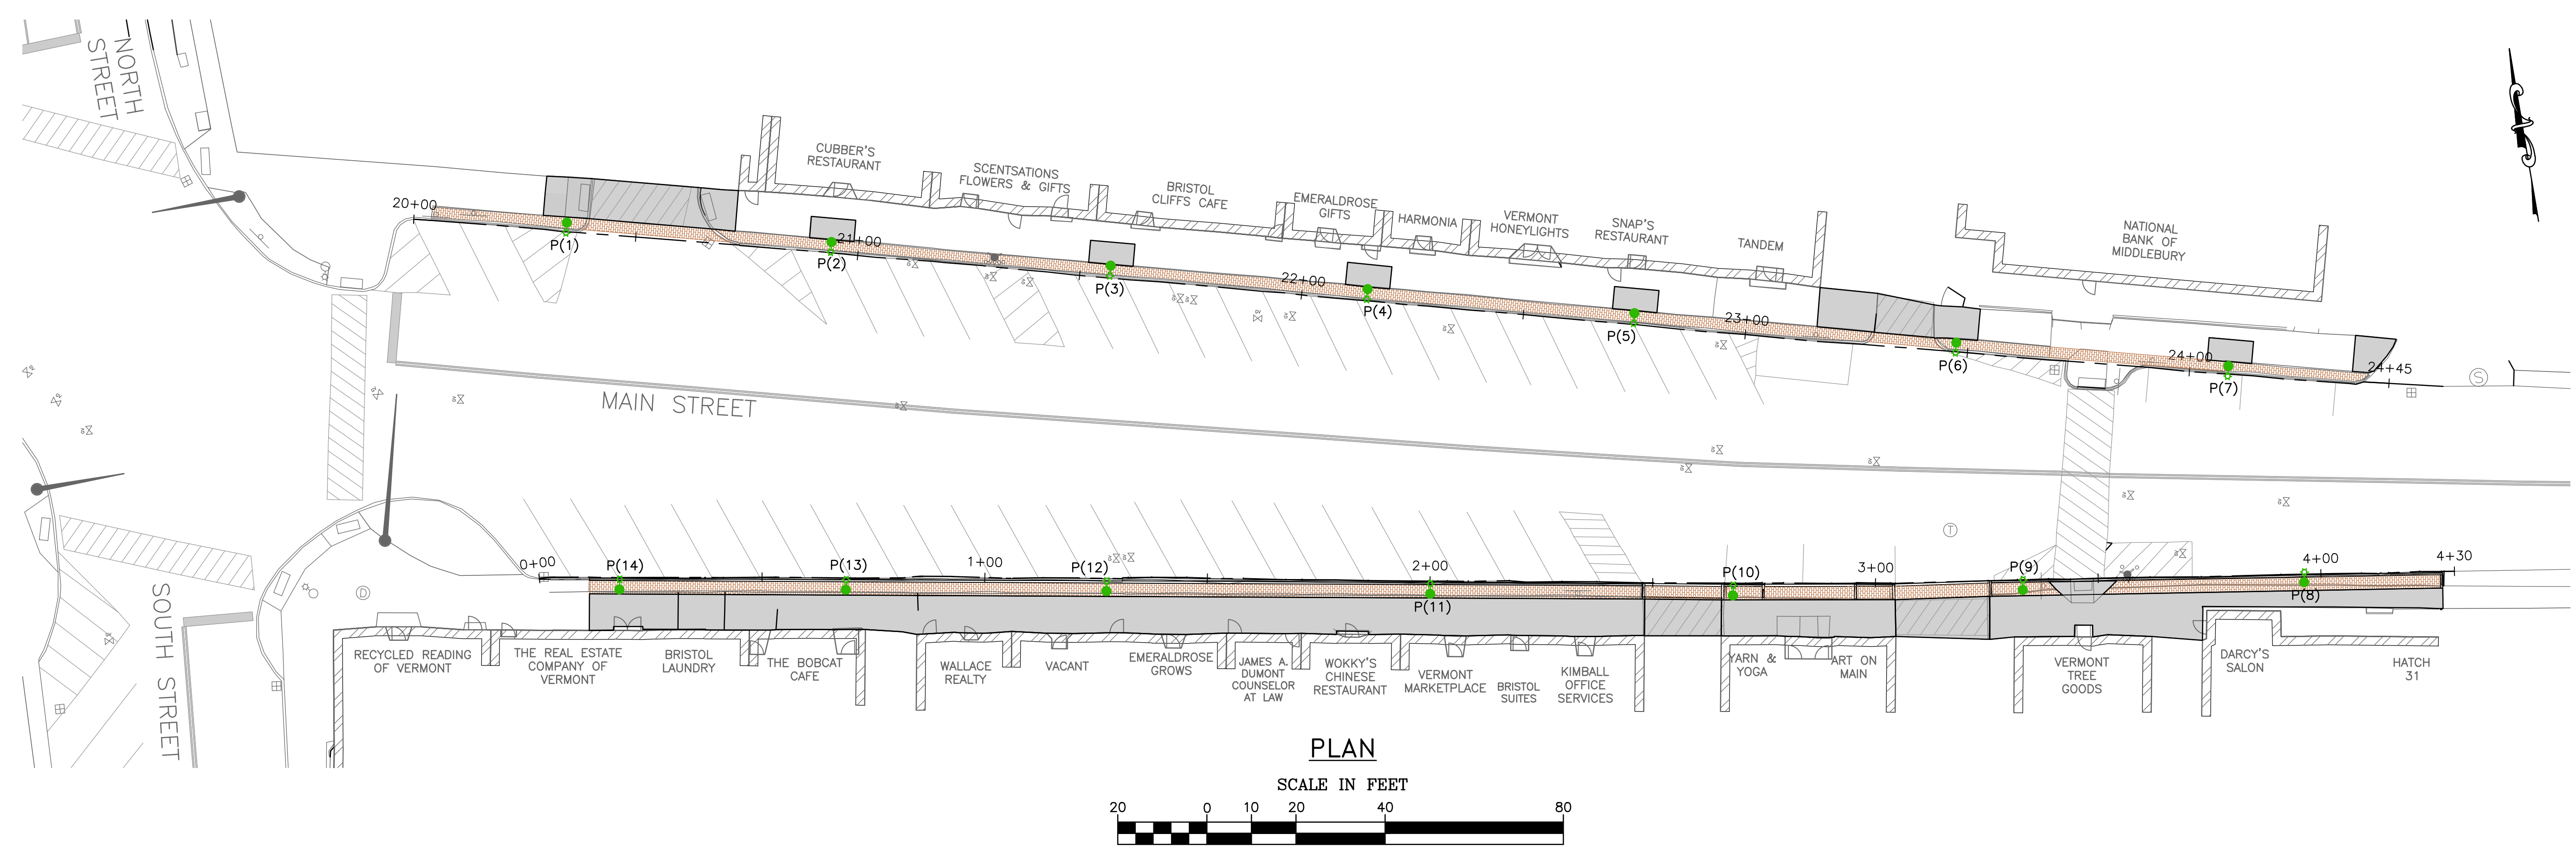 NORTH
STREET
CUBBER'S
RESTAURANT
SCENTSATIONS
FLOWERS & GIFTS
BRISTOL
CLIFFS CAFE
EMERALDROSE
GIFTS
HARMONIA
VERMONT
HONEYLIGHTS
SNAP'S
RESTAURANT
TANDEM
NATIONAL
BANK OF
MIDDLEBURY
20+00
21+00
22+00
23+00
24+00
24+45
P(1)
P(2)
P(3)
P(4)
P(5)
P(6)
P(7)
S
MAIN STREET
T
D
0+00
1+00
2+00
3+00
4+00
4+30
P(14)
P(13)
P(12)
P(11)
P(10)
P(9)
P(8)
SOUTH STREET
RECYCLED READING
OF VERMONT
THE REAL ESTATE
COMPANY OF
VERMONT
BRISTOL
LAUNDRY
THE BOBCAT
CAFE
WALLACE
REALTY
VACANT
EMERALDROSE
GROWS
JAMES A.
DUMONT
COUNSELOR
AT LAW
WOKKY'S
CHINESE
RESTAURANT
VERMONT
MARKETPLACE
BRISTOL
SUITES
KIMBALL
OFFICE
SERVICES
YARN &
YOGA
ART ON
MAIN
VERMONT
TREE
GOODS
DARCY'S
SALON
HATCH
31
PLAN
SCALE IN FEET
20 0 10 20 40 80